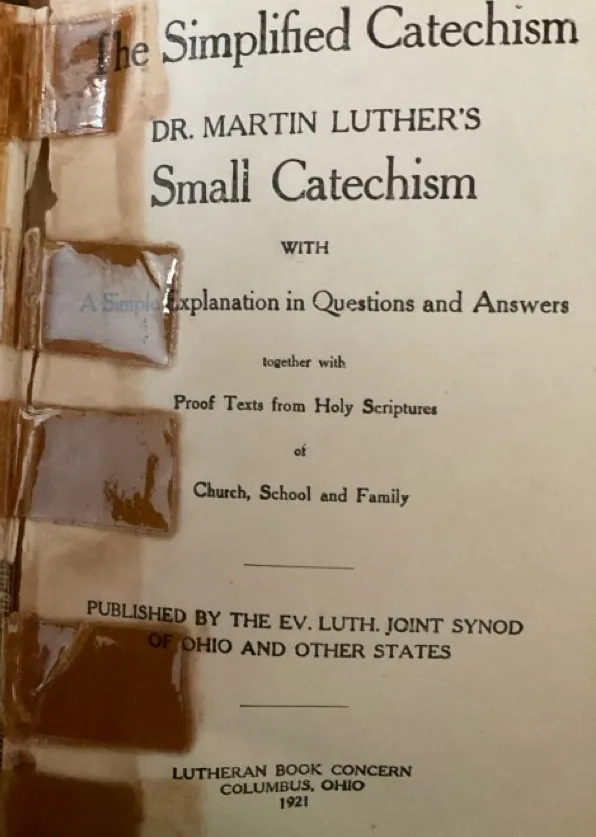 The Simplified Catechism
DR. MARTIN LUTHER'S
Small Catechism
WITH
A Simple Explanation in Questions and Answers
together with
Proof Texts from Holy Scriptures
of
Church, School and Family
PUBLISHED BY THE EV. LUTH. JOINT SYNOD
OF OHIO AND OTHER STATES
LUTHERAN BOOK CONCERN
COLUMBUS, OHIO
1921